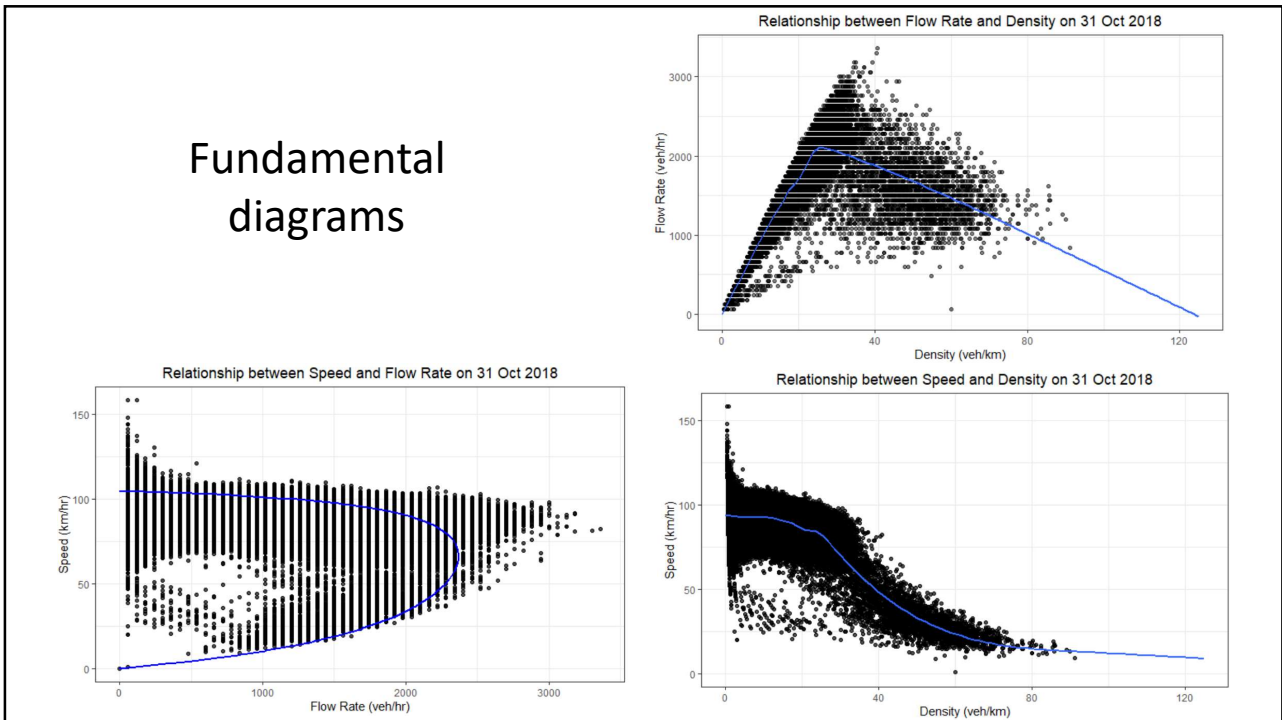 Fundamental
diagrams
Relationship between Flow Rate and Density on 31 Oct 2018
Flow Rate (veh/hr)
3000
2000
1000
0
0 40 80 120
Density (veh/km)
Relationship between Speed and Flow Rate on 31 Oct 2018
Speed (km/hr)
150
100
50
0
0 1000 2000 3000
Flow Rate (veh/hr)
Relationship between Speed and Density on 31 Oct 2018
Speed (km/hr)
150
100
50
0
0 40 80 120
Density (veh/km)